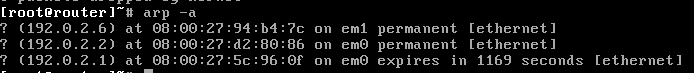 [root@router]~# arp -a
? (192.0.2.6) at 08:00:27:94:b4:7c on em1 permanent [ethernet]
? (192.0.2.2) at 08:00:27:d2:80:86 on em0 permanent [ethernet]
? (192.0.2.1) at 08:00:27:5c:96:0f on em0 expires in 1169 seconds [ethernet]